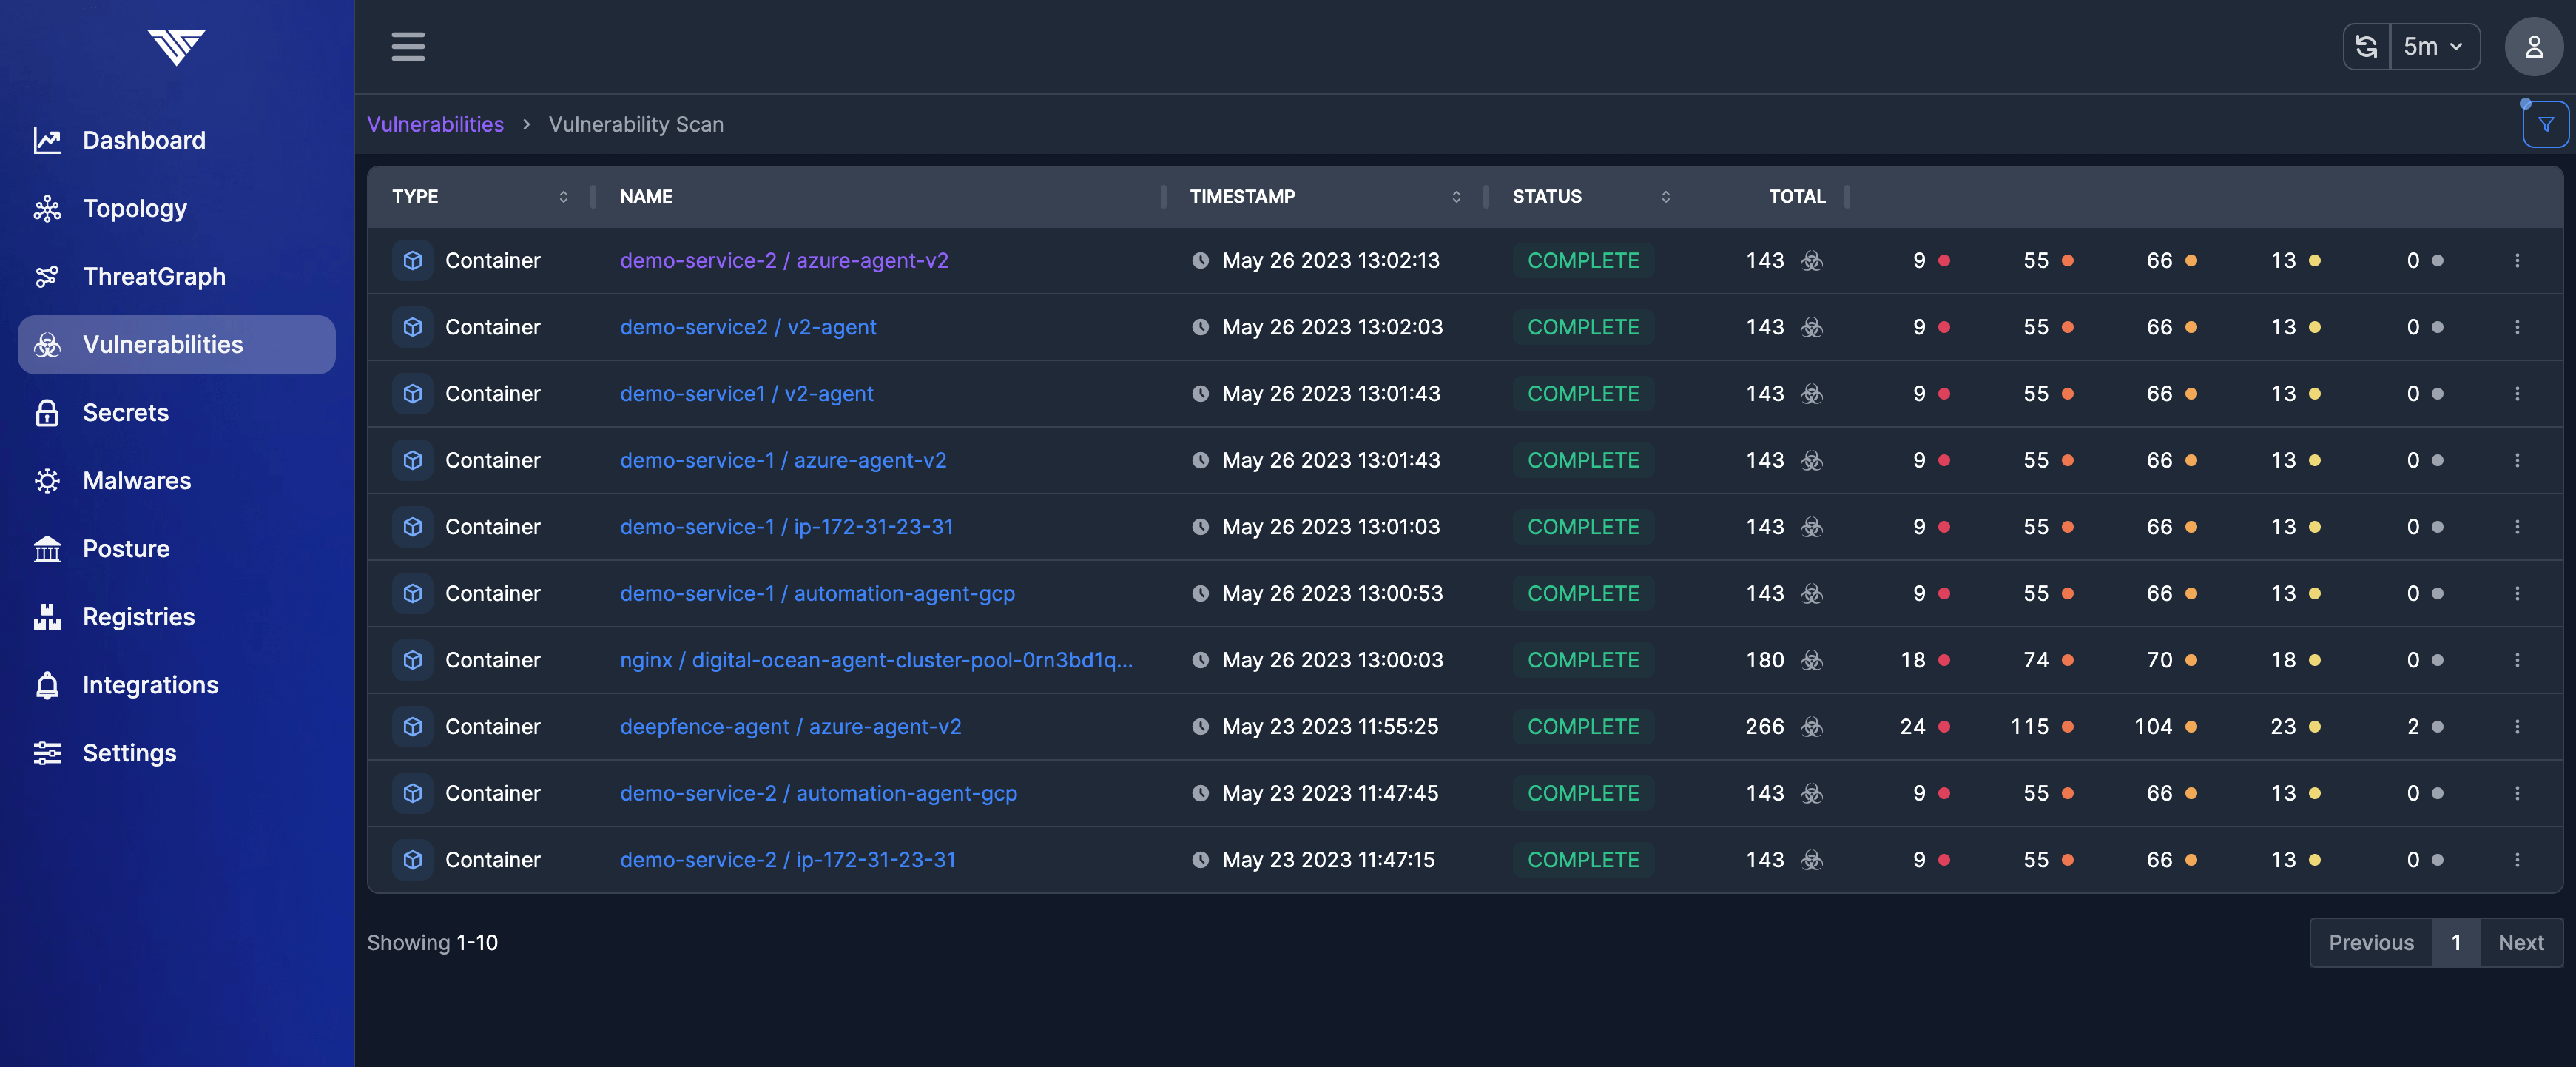 5m
Vulnerabilities > Vulnerability Scan
Dashboard
Topology
ThreatGraph
Vulnerabilities
Secrets
Malwares
Posture
Registries
Integrations
Settings
TYPE NAME TIMESTAMP STATUS TOTAL
Container demo-service-2 / azure-agent-v2 May 26 2023 13:02:13 COMPLETE 143 9 55 66 13 0
Container demo-service2 / v2-agent May 26 2023 13:02:03 COMPLETE 143 9 55 66 13 0
Container demo-service1 / v2-agent May 26 2023 13:01:43 COMPLETE 143 9 55 66 13 0
Container demo-service-1 / azure-agent-v2 May 26 2023 13:01:43 COMPLETE 143 9 55 66 13 0
Container demo-service-1 / ip-172-31-23-31 May 26 2023 13:01:03 COMPLETE 143 9 55 66 13 0
Container demo-service-1 / automation-agent-gcp May 26 2023 13:00:53 COMPLETE 143 9 55 66 13 0
Container nginx / digital-ocean-agent-cluster-pool-0rn3bd1q... May 26 2023 13:00:03 COMPLETE 180 18 74 70 18 0
Container deepfence-agent / azure-agent-v2 May 23 2023 11:55:25 COMPLETE 266 24 115 104 23 2
Container demo-service-2 / automation-agent-gcp May 23 2023 11:47:45 COMPLETE 143 9 55 66 13 0
Container demo-service-2 / ip-172-31-23-31 May 23 2023 11:47:15 COMPLETE 143 9 55 66 13 0
Showing 1-10
Previous 1 Next